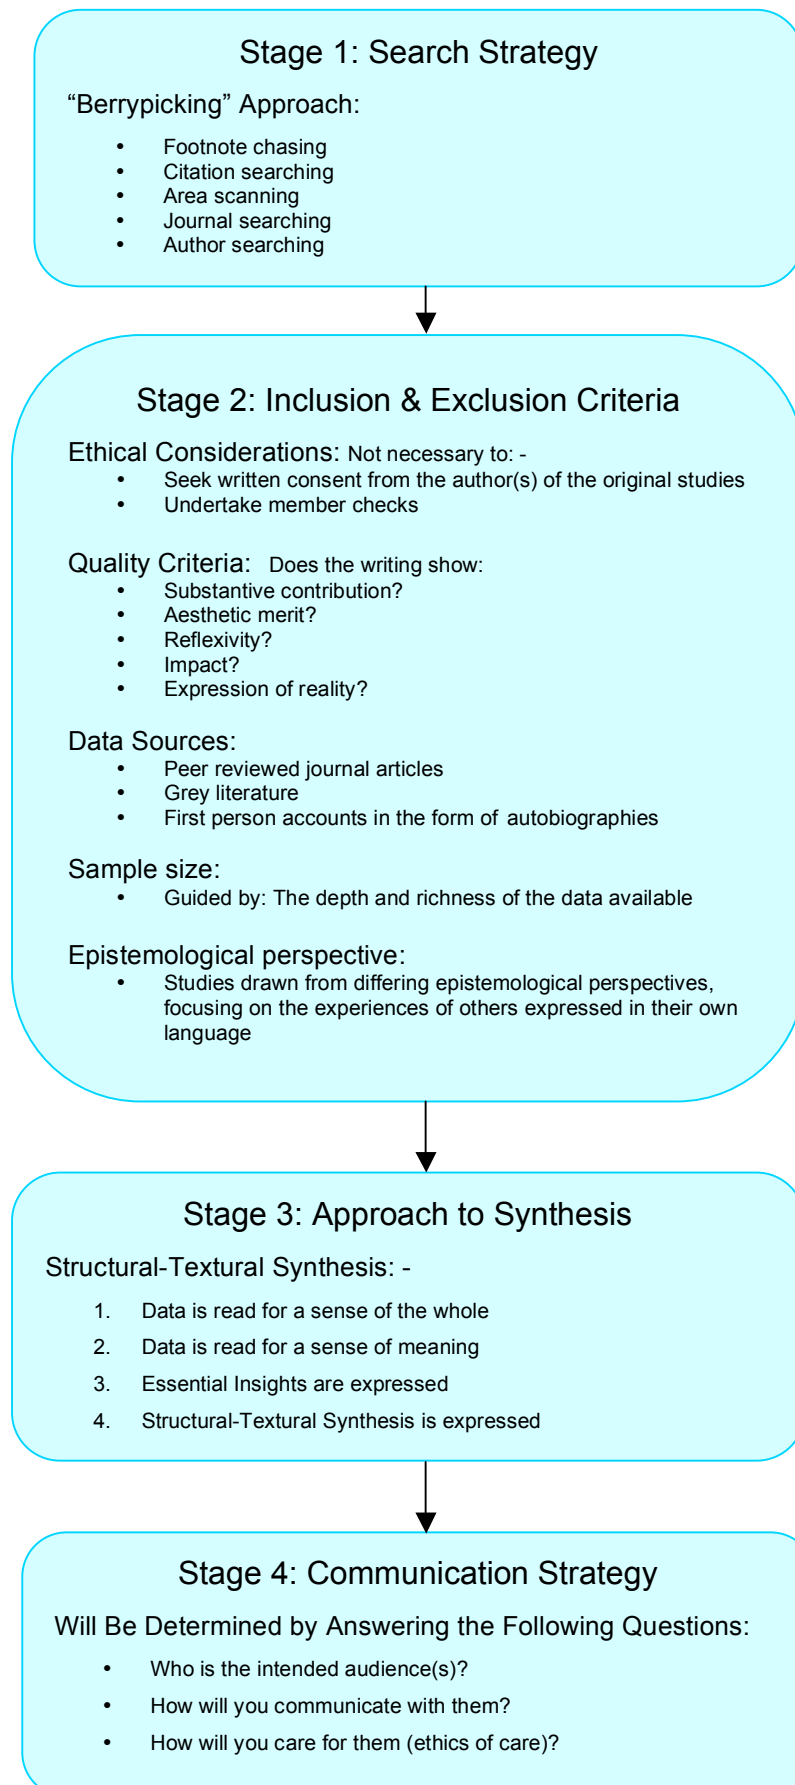 Stage 1: Search Strategy
“Berrypicking” Approach:
• Footnote chasing
• Citation searching
• Area scanning
• Journal searching
• Author searching
Stage 2: Inclusion & Exclusion Criteria
Ethical Considerations: Not necessary to: -
• Seek written consent from the author(s) of the original studies
• Undertake member checks
Quality Criteria: Does the writing show:
• Substantive contribution?
• Aesthetic merit?
• Reflexivity?
• Impact?
• Expression of reality?
Data Sources:
• Peer reviewed journal articles
• Grey literature
• First person accounts in the form of autobiographies
Sample size:
• Guided by: The depth and richness of the data available
Epistemological perspective:
• Studies drawn from differing epistemological perspectives,
focusing on the experiences of others expressed in their own
language
Stage 3: Approach to Synthesis
Structural-Textural Synthesis: -
1. Data is read for a sense of the whole
2. Data is read for a sense of meaning
3. Essential Insights are expressed
4. Structural-Textural Synthesis is expressed
Stage 4: Communication Strategy
Will Be Determined by Answering the Following Questions:
• Who is the intended audience(s)?
• How will you communicate with them?
• How will you care for them (ethics of care)?